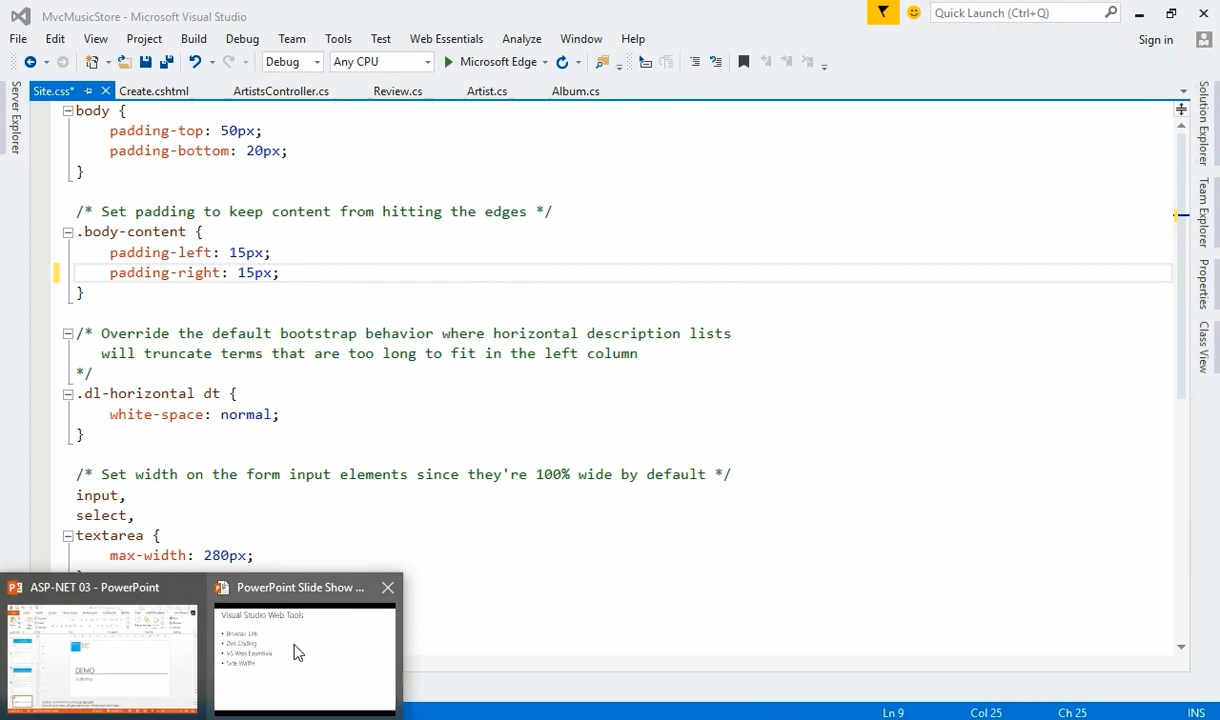 MvcMusicStore - Microsoft Visual Studio
Quick Launch (Ctrl+Q)
File Edit View Project Build Debug Team Tools Test Web Essentials Analyze Window Help
Sign in
Debug Any CPU Microsoft Edge
Site.css* Create.cshtml ArtistsController.cs Review.cs Artist.cs Album.cs
Server Explorer
Solution Explorer
Team Explorer
Properties
Class View
body {
padding-top: 50px;
padding-bottom: 20px;
}
/* Set padding to keep content from hitting the edges */
.body-content {
padding-left: 15px;
padding-right: 15px;
}
/* Override the default bootstrap behavior where horizontal description lists
will truncate terms that are too long to fit in the left column
*/
.dl-horizontal dt {
white-space: normal;
}
/* Set width on the form input elements since they're 100% wide by default */
input,
select,
textarea {
max-width: 280px;
ASP-NET 03 - PowerPoint
PowerPoint Slide Show ...
DEMO
Visual Studio Web Tools
• Browser Link
• Zen Coding
• VS Web Essentials
• Side Waffle
Ln 9 Col 25 Ch 25 INS